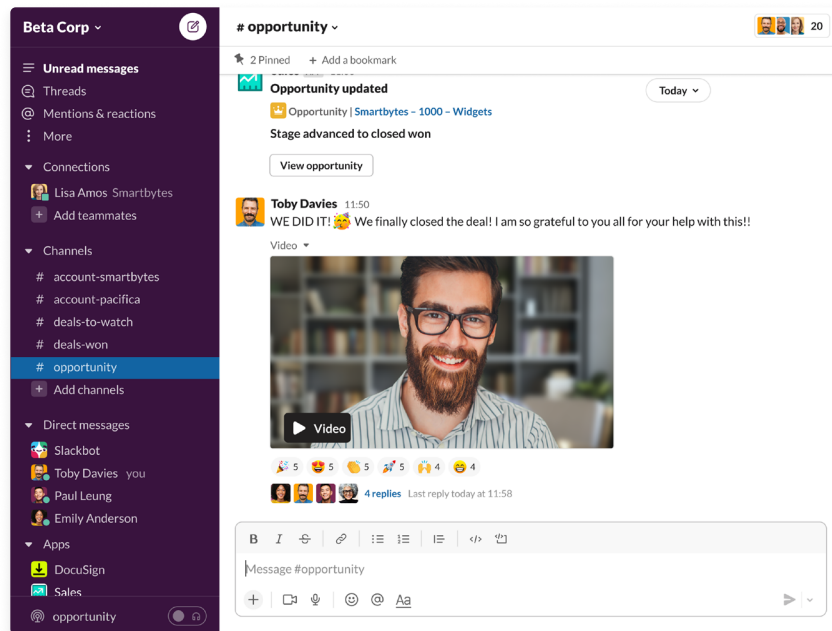 Beta Corp
Unread messages
Threads
Mentions & reactions
More
Connections
Lisa Amos Smartbytes
Add teammates
Channels
# account-smartbytes
# account-pacifica
# deals-to-watch
# deals-won
# opportunity
+ Add channels
Direct messages
Slackbot
Toby Davies you
Paul Leung
Emily Anderson
Apps
DocuSign
Sales
opportunity
# opportunity
20
2 Pinned + Add a bookmark
Today
Opportunity updated
Opportunity | Smartbytes – 1000 – Widgets
Stage advanced to closed won
View opportunity
Toby Davies 11:50
WE DID IT! 🥳 We finally closed the deal! I am so grateful to you all for your help with this!!
Video
Video
🎉 5 😍 5 👏 5 🚀 5 🙌 4 😁 4
4 replies Last reply today at 11:58
B I S
Message #opportunity
+ @ Aa